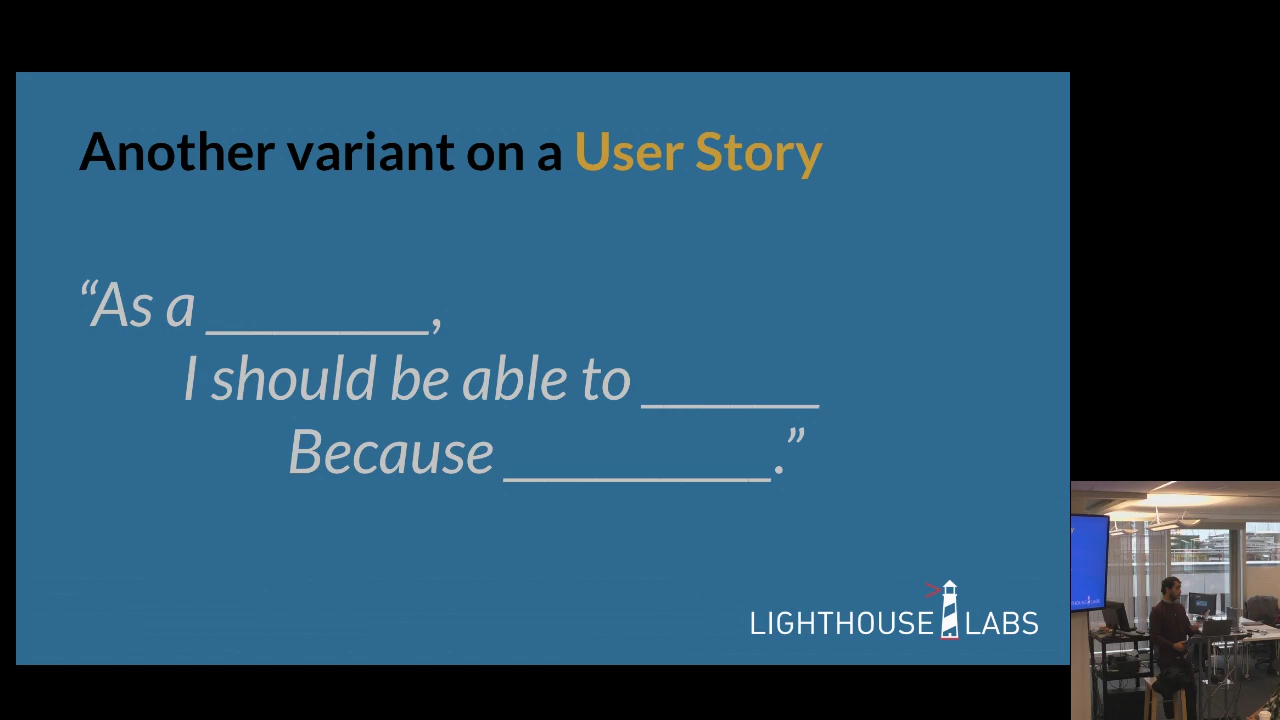 Another variant on a User Story
“As a ________,
I should be able to ______
Because _________.”
LIGHTHOUSE LABS